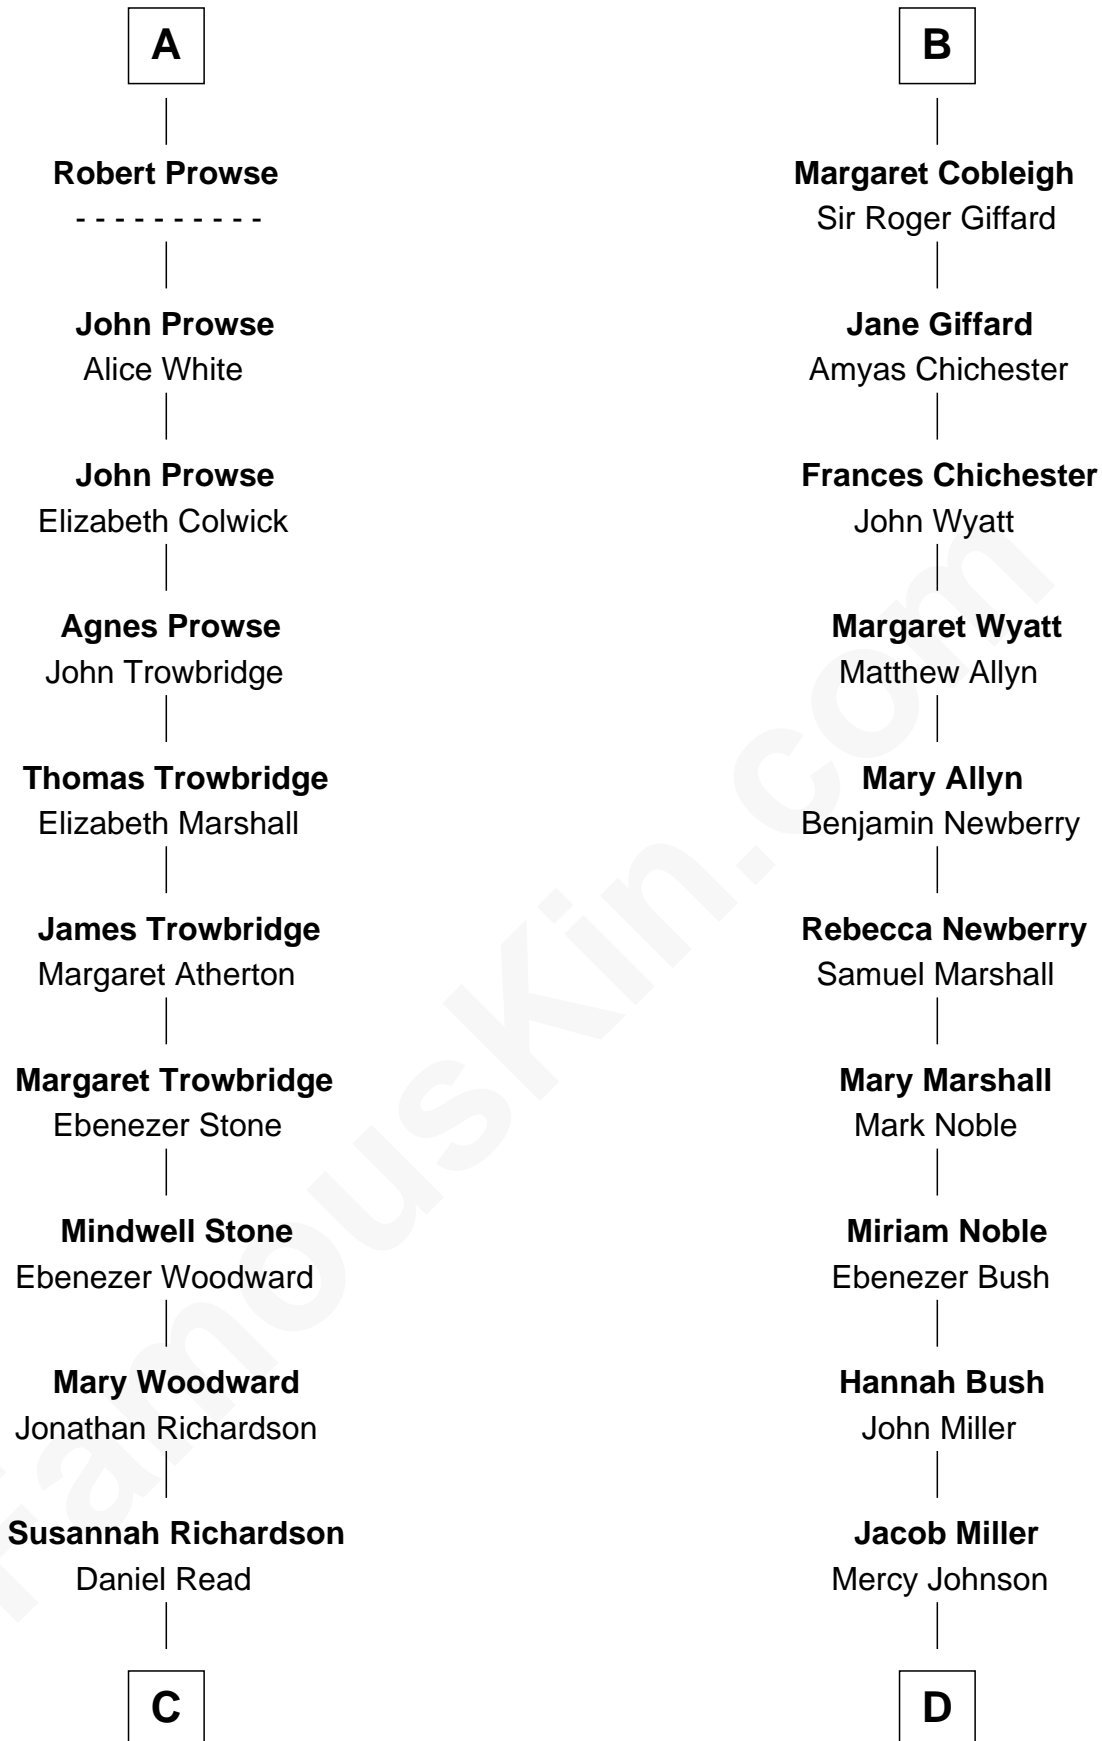 A
Robert Prowse
- - - - - - - - - -
John Prowse
Alice White
John Prowse
Elizabeth Colwick
Agnes Prowse
John Trowbridge
Thomas Trowbridge
Elizabeth Marshall
James Trowbridge
Margaret Atherton
Margaret Trowbridge
Ebenezer Stone
Mindwell Stone
Ebenezer Woodward
Mary Woodward
Jonathan Richardson
Susannah Richardson
Daniel Read
C
B
Margaret Cobleigh
Sir Roger Giffard
Jane Giffard
Amyas Chichester
Frances Chichester
John Wyatt
Margaret Wyatt
Matthew Allyn
Mary Allyn
Benjamin Newberry
Rebecca Newberry
Samuel Marshall
Mary Marshall
Mark Noble
Miriam Noble
Ebenezer Bush
Hannah Bush
John Miller
Jacob Miller
Mercy Johnson
D
FamousKin.com